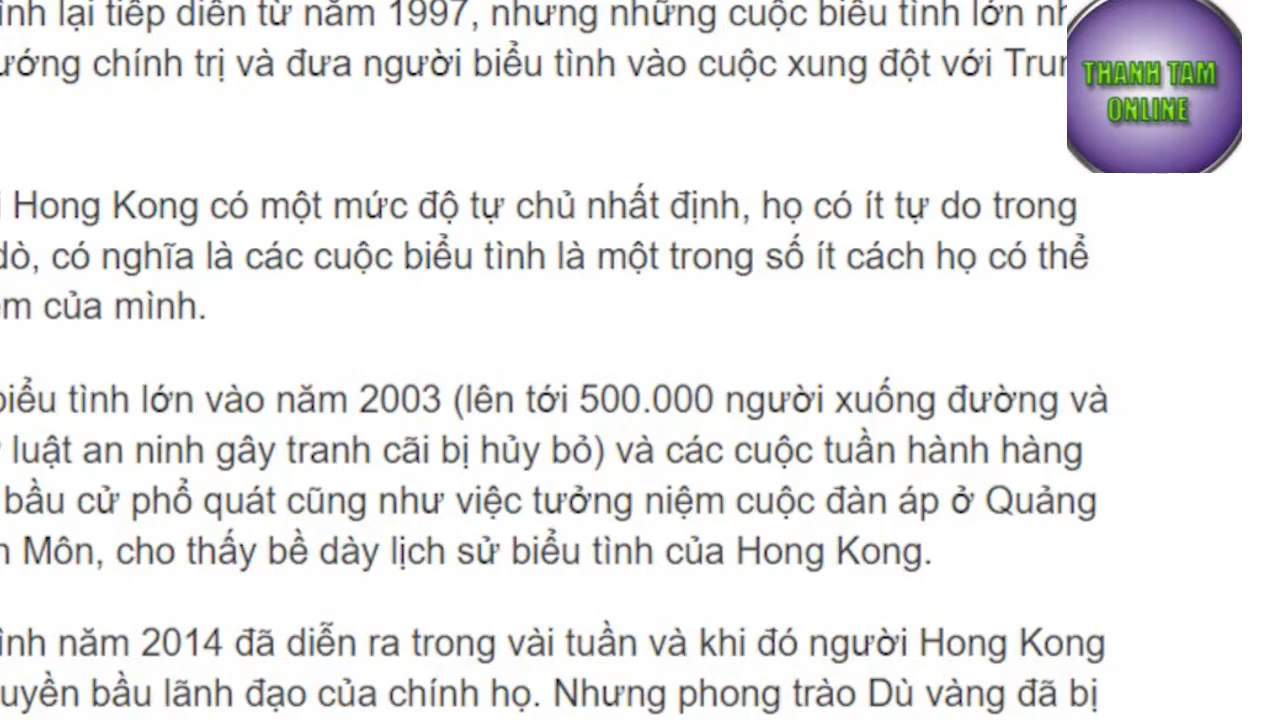 lại tiếp diễn từ năm 1997, nhưng những cuộc biểu tình lớn
chính trị và đưa người biểu tình vào cuộc xung đột với
THANH TAM
ONLINE
Hong Kong có một mức độ tự chủ nhất định, họ có ít tự do trong
dò, có nghĩa là các cuộc biểu tình là một trong số ít cách họ có thể
của mình.
biểu tình lớn vào năm 2003 (lên tới 500.000 người xuống đường và
luật an ninh gây tranh cãi bị hủy bỏ) và các cuộc tuần hành hàng
bầu cử phổ quát cũng như việc tưởng niệm cuộc đàn áp ở Quảng
Môn, cho thấy bề dày lịch sử biểu tình của Hong Kong.
năm 2014 đã diễn ra trong vài tuần và khi đó người Hong Kong
bầu lãnh đạo của chính họ. Nhưng phong trào Dù vàng đã bị